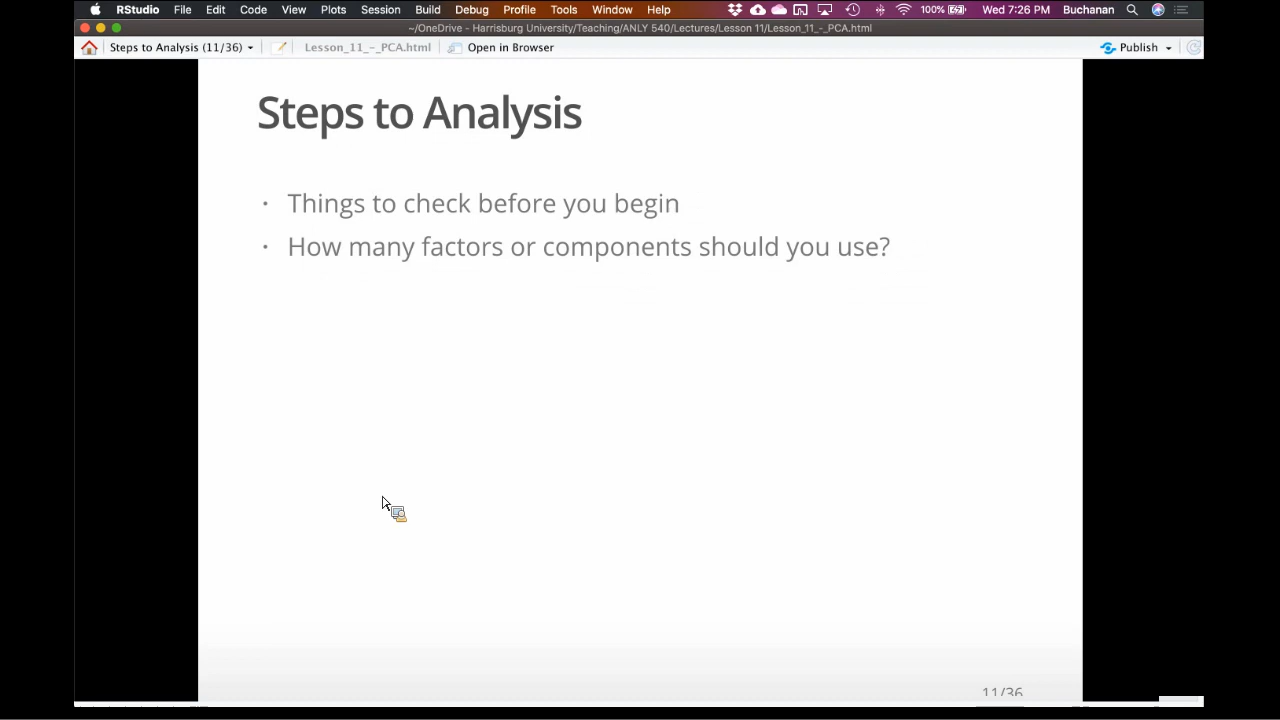 RStudio File Edit Code View Plots Session Build Debug Profile Tools Window Help 100% Wed 7:26 PM Buchanan
~/OneDrive - Harrisburg University/Teaching/ANLY 540/Lectures/Lesson 11/Lesson_11_-_PCA.html
Steps to Analysis (11/36) Lesson_11_-_PCA.html Open in Browser Publish
Steps to Analysis
· Things to check before you begin
· How many factors or components should you use?
11/36